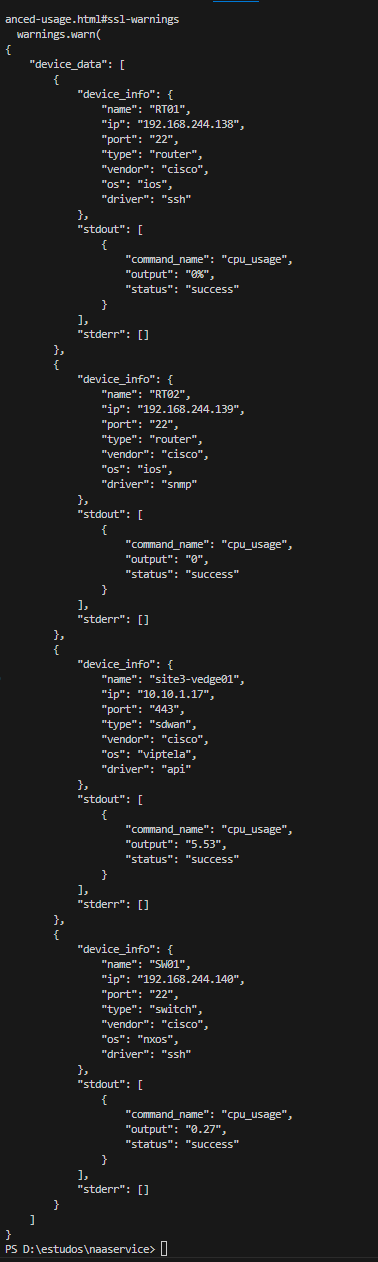 anced-usage.html#ssl-warnings
  warnings.warn(
{
    "device_data": [
        {
            "device_info": {
                "name": "RT01",
                "ip": "192.168.244.138",
                "port": "22",
                "type": "router",
                "vendor": "cisco",
                "os": "ios",
                "driver": "ssh"
            },
            "stdout": [
                {
                    "command_name": "cpu_usage",
                    "output": "0%",
                    "status": "success"
                }
            ],
            "stderr": []
        },
        {
            "device_info": {
                "name": "RT02",
                "ip": "192.168.244.139",
                "port": "22",
                "type": "router",
                "vendor": "cisco",
                "os": "ios",
                "driver": "snmp"
            },
            "stdout": [
                {
                    "command_name": "cpu_usage",
                    "output": "0",
                    "status": "success"
                }
            ],
            "stderr": []
        },
        {
            "device_info": {
                "name": "site3-vedge01",
                "ip": "10.10.1.17",
                "port": "443",
                "type": "sdwan",
                "vendor": "cisco",
                "os": "viptela",
                "driver": "api"
            },
            "stdout": [
                {
                    "command_name": "cpu_usage",
                    "output": "5.53",
                    "status": "success"
                }
            ],
            "stderr": []
        },
        {
            "device_info": {
                "name": "SW01",
                "ip": "192.168.244.140",
                "port": "22",
                "type": "switch",
                "vendor": "cisco",
                "os": "nxos",
                "driver": "ssh"
            },
            "stdout": [
                {
                    "command_name": "cpu_usage",
                    "output": "0.27",
                    "status": "success"
                }
            ],
            "stderr": []
        }
    ]
}
PS D:\estudos\naaservice>